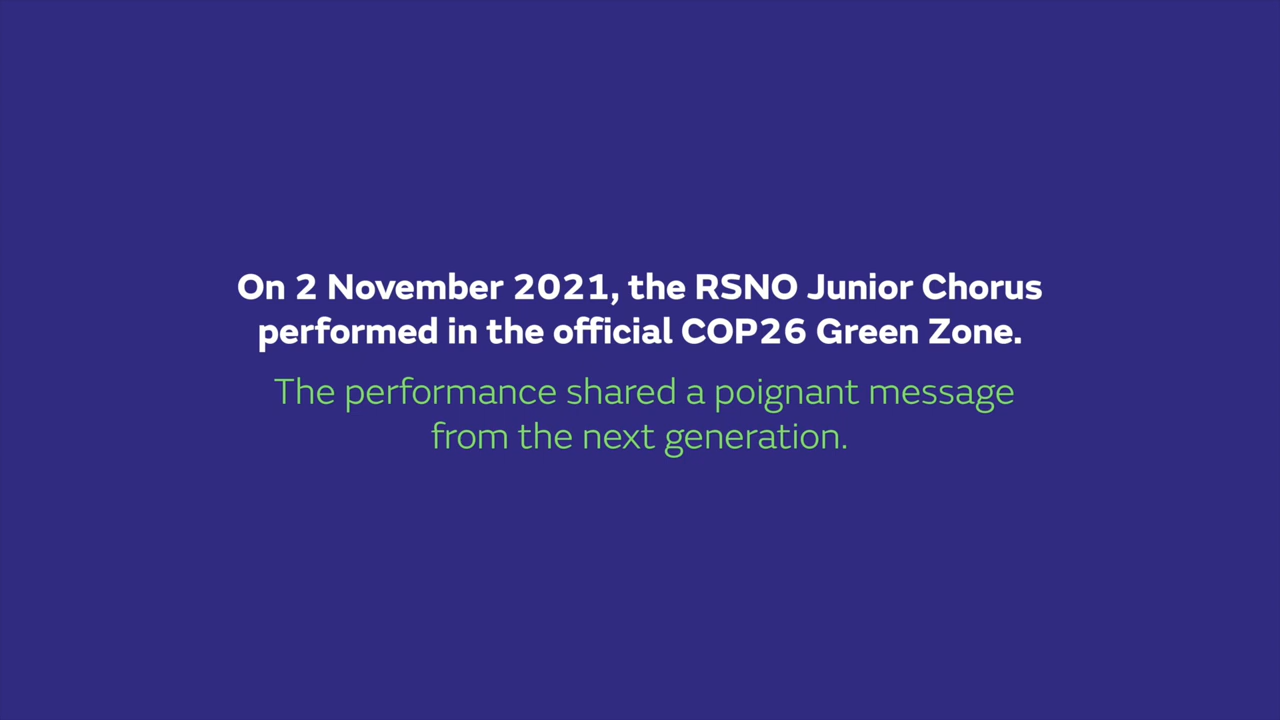 On 2 November 2021, the RSNO Junior Chorus
performed in the official COP26 Green Zone.
The performance shared a poignant message
from the next generation.